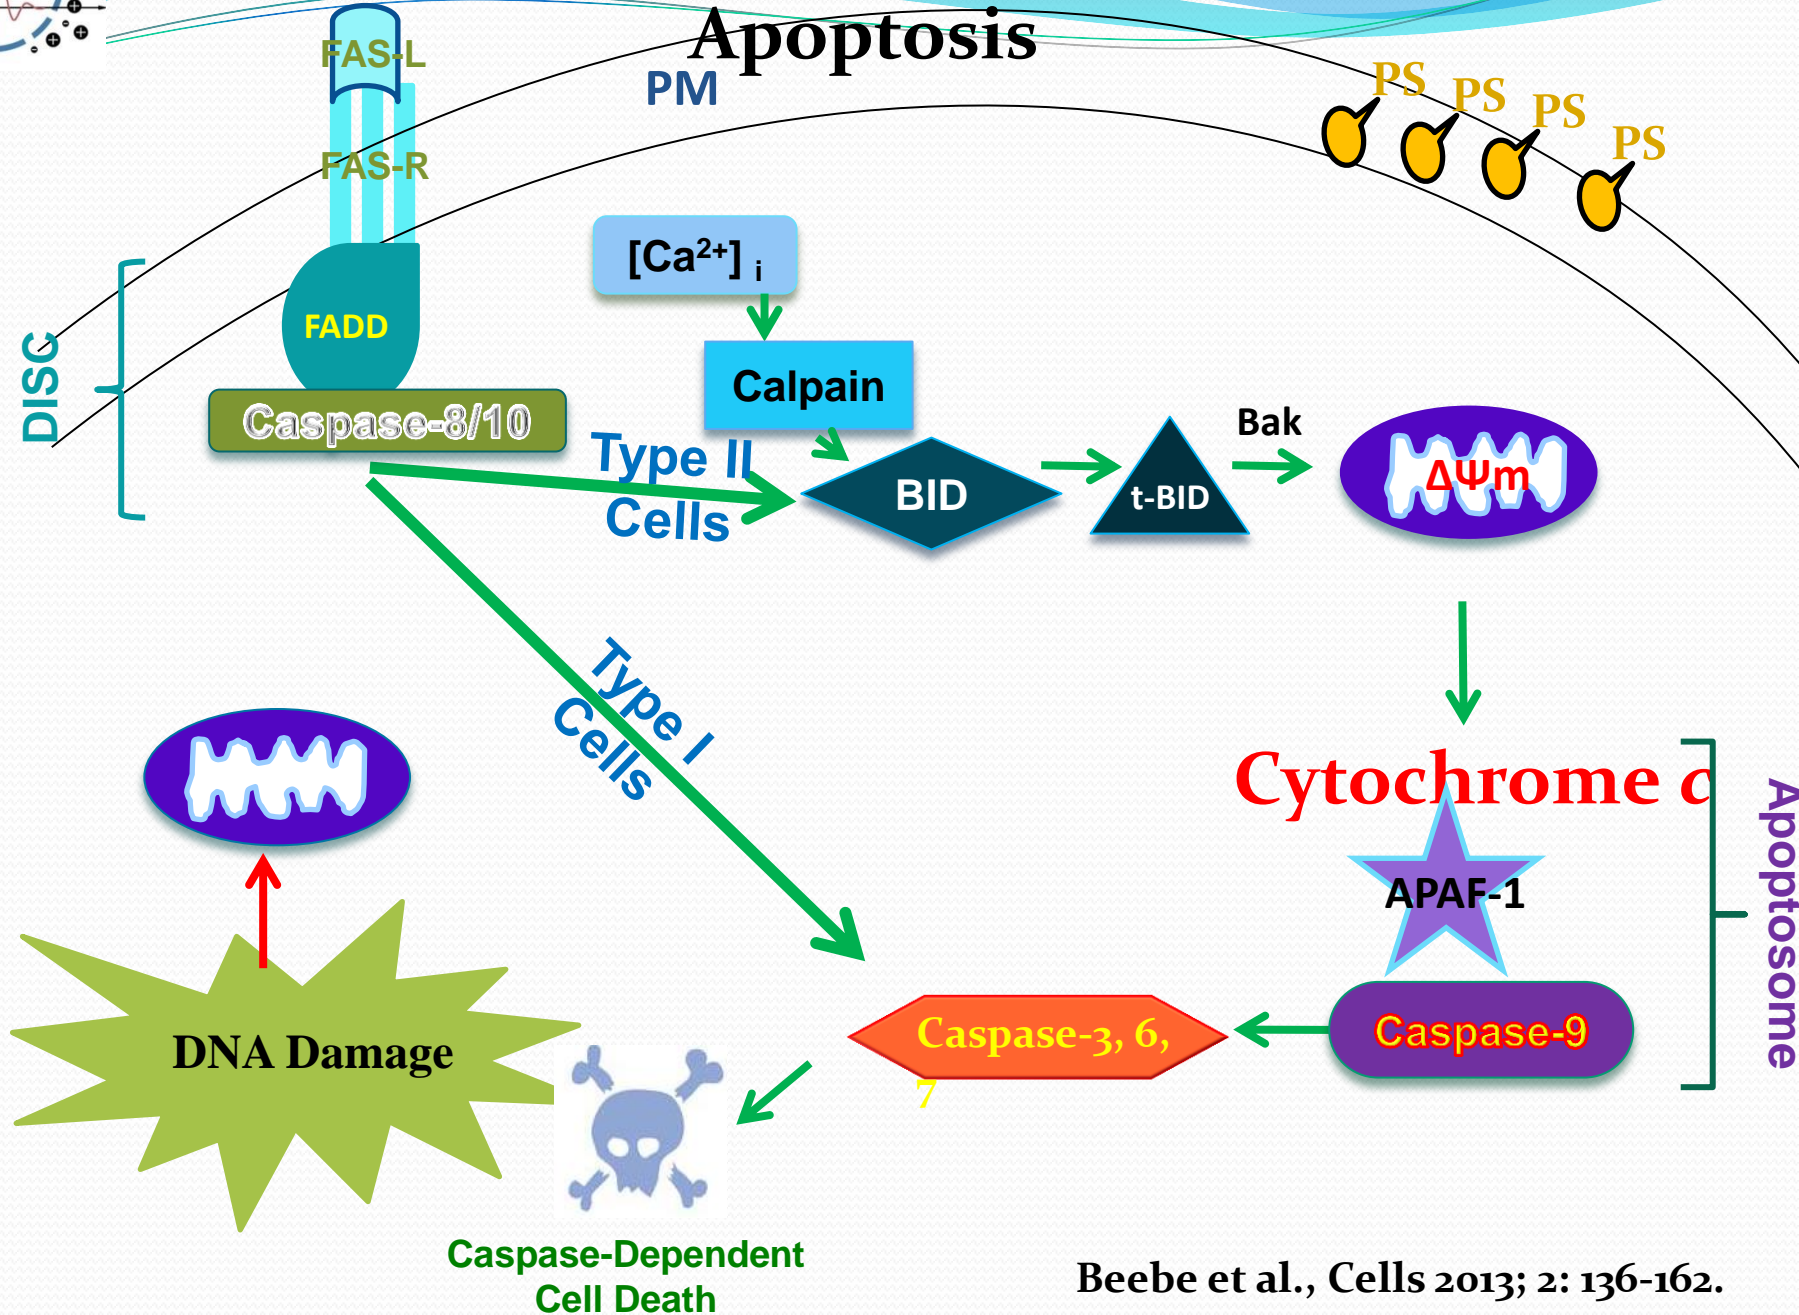 Apoptosis
FAS-L
PM
PS
PS
PS
PS
FAS-R
[Ca²⁺] i
FADD
DISC
Calpain
Caspase-8/10
Bak
Type II
Cells
BID
t-BID
ΔΨm
Type I
Cells
Cytochrome c
APAF-1
Apoptosome
Caspase-9
Caspase-3, 6,
7
DNA Damage
Caspase-Dependent
Cell Death
Beebe et al., Cells 2013; 2: 136-162.